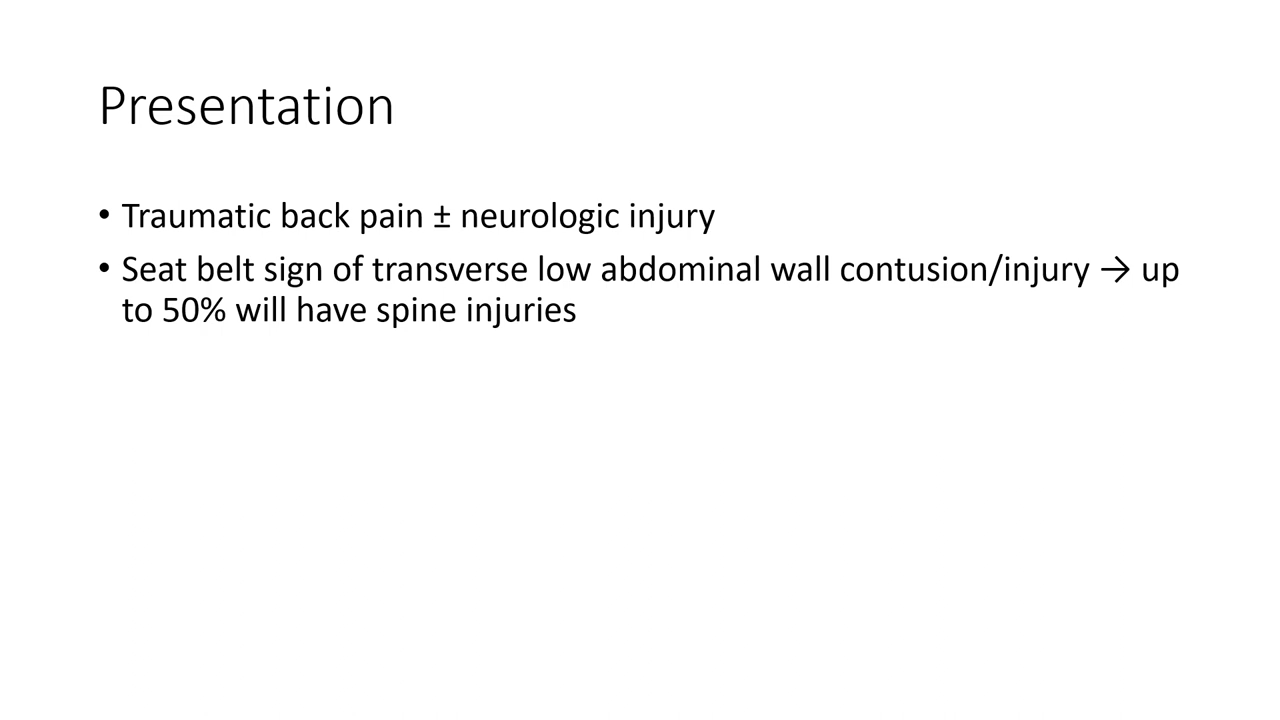 Presentation
• Traumatic back pain ± neurologic injury
• Seat belt sign of transverse low abdominal wall contusion/injury → up
to 50% will have spine injuries